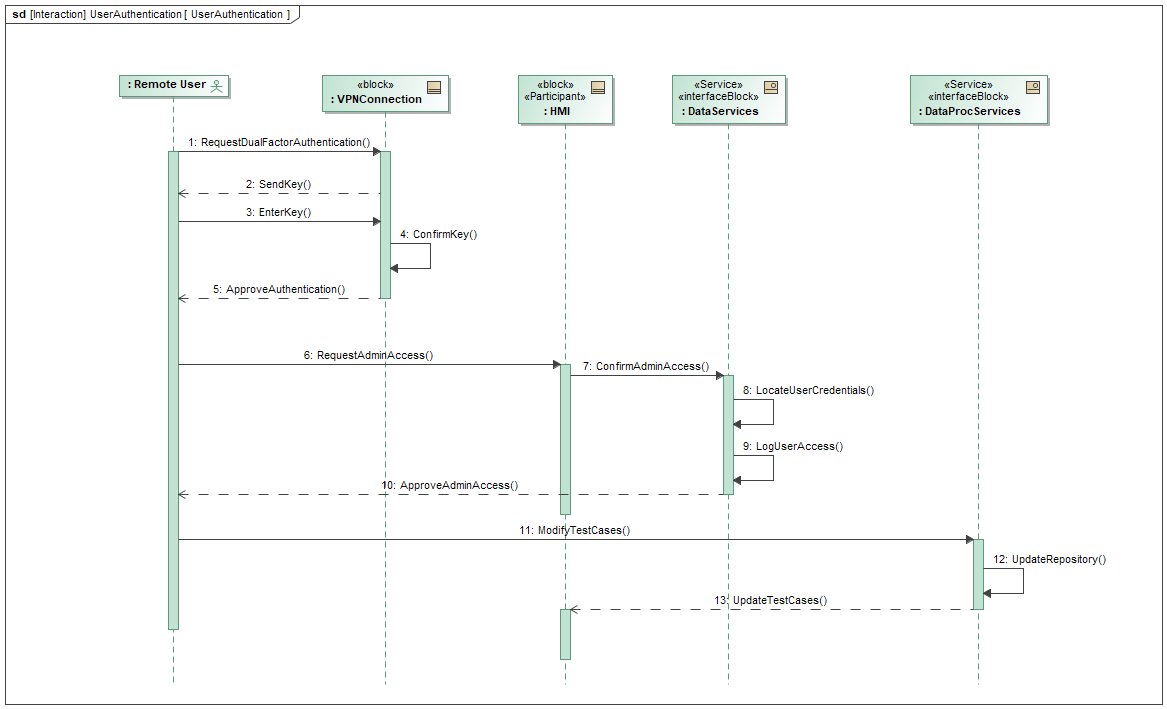 sd [Interaction] UserAuthentication [ UserAuthentication ]
: Remote User
«block»
: VPNConnection
«block»
«Participant»
: HMI
«Service»
«interfaceBlock»
: DataServices
«Service»
«interfaceBlock»
: DataProcServices
1: RequestDualFactorAuthentication()
2: SendKey()
3: EnterKey()
4: ConfirmKey()
5: ApproveAuthentication()
6: RequestAdminAccess()
7: ConfirmAdminAccess()
8: LocateUserCredentials()
9: LogUserAccess()
10: ApproveAdminAccess()
11: ModifyTestCases()
12: UpdateRepository()
13: UpdateTestCases()